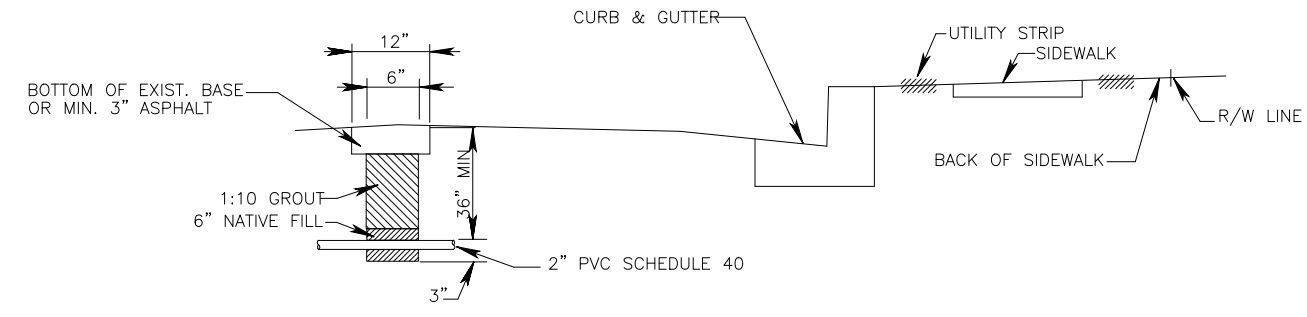 CURB & GUTTER
UTILITY STRIP
SIDEWALK
12”
6”
BOTTOM OF EXIST. BASE
OR MIN. 3” ASPHALT
R/W LINE
BACK OF SIDEWALK
36” MIN
1:10 GROUT
6” NATIVE FILL
2” PVC SCHEDULE 40
3”